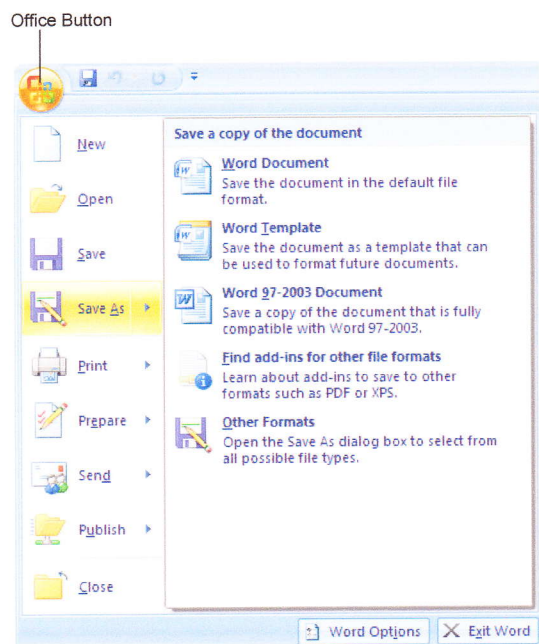 Office Button
New
Open
Save
Save As
Print
Prepare
Send
Publish
Close
Save a copy of the document
Word Document
Save the document in the default file
format.
Word Template
Save the document as a template that can
be used to format future documents.
Word 97-2003 Document
Save a copy of the document that is fully
compatible with Word 97-2003.
Find add-ins for other file formats
Learn about add-ins to save to other
formats such as PDF or XPS.
Other Formats
Open the Save As dialog box to select from
all possible file types.
Word Options
Exit Word